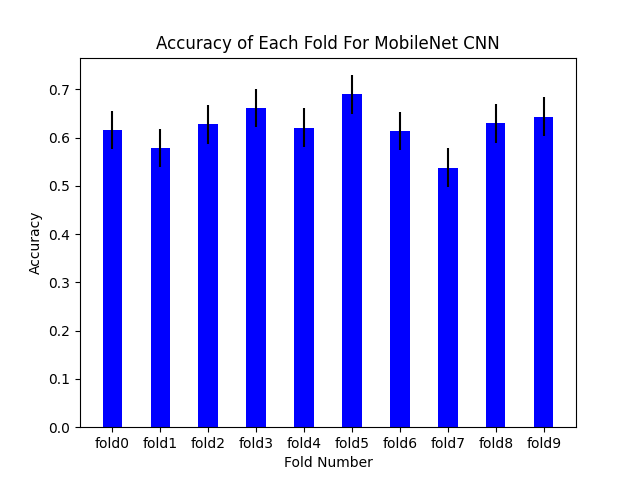 Accuracy of Each Fold For MobileNet CNN
0.7
0.6
0.5
0.4
0.3
0.2
0.1
0.0
Accuracy
fold0 fold1 fold2 fold3 fold4 fold5 fold6 fold7 fold8 fold9
Fold Number